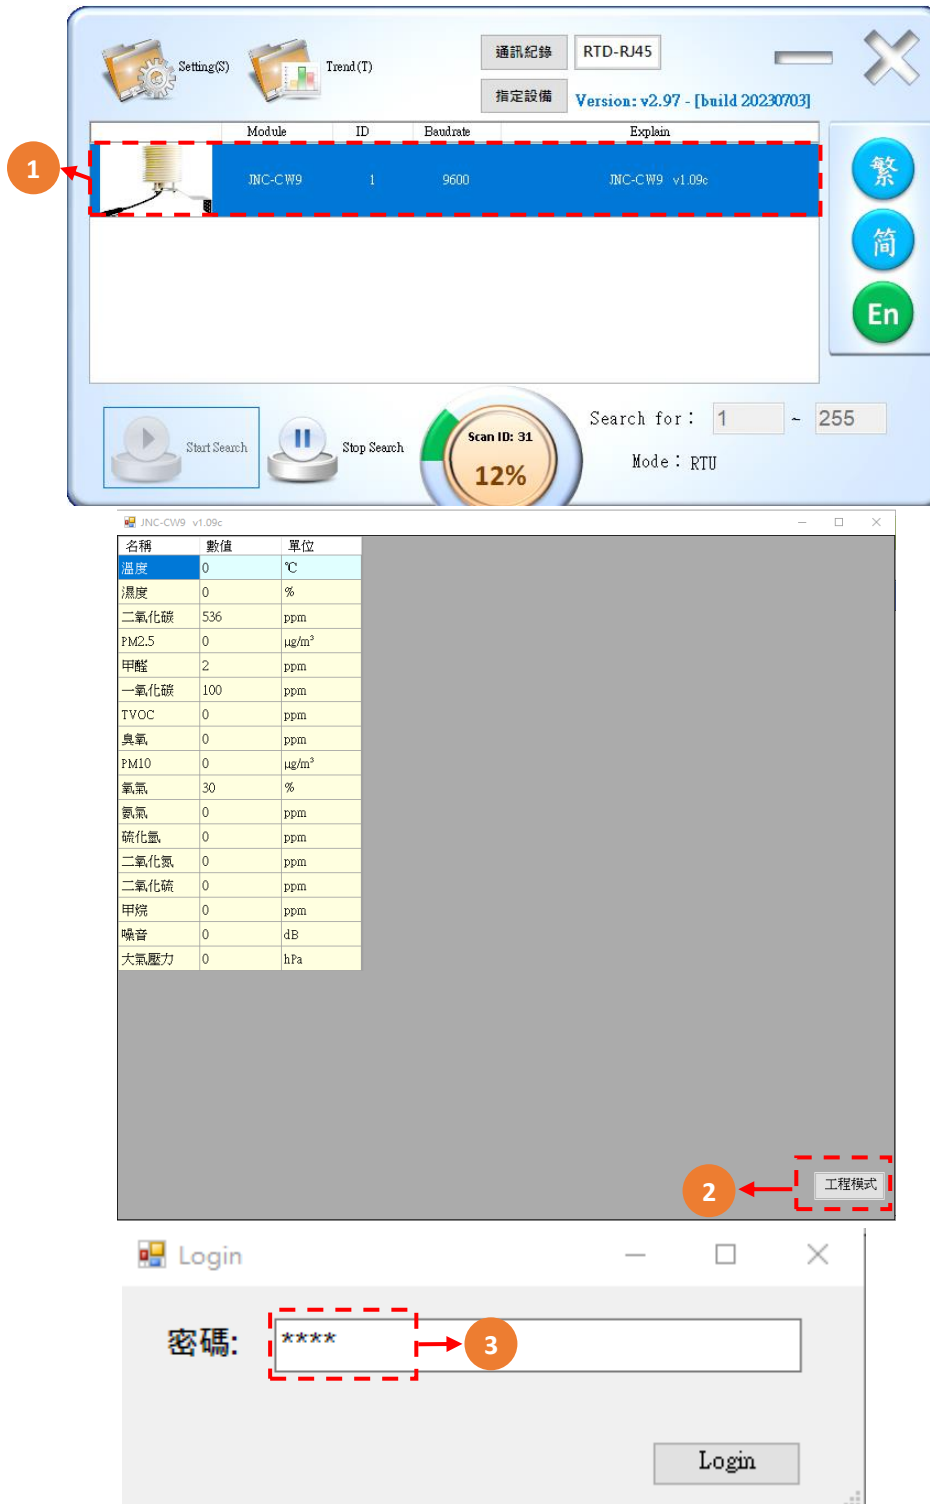 Setting(S)
Trend(T)
通訊紀錄
RTD-RJ45
指定設備
Version: v2.97 - [build 20230703]
Module ID Baudrate Explain
1
JNC-CW9 1 9600 JNC-CW9 v1.09c
繁
简
En
Start Search
Stop Search
Scan ID: 31
12%
Search for: 1 ~ 255
Mode: RTU
JNC-CW9 v1.09c
名稱 數值 單位
溫度 0 ℃
濕度 0 %
二氧化碳 536 ppm
PM2.5 0 μg/m³
甲醛 2 ppm
一氧化碳 100 ppm
TVOC 0 ppm
臭氧 0 ppm
PM10 0 μg/m³
氧氣 30 %
氨氣 0 ppm
硫化氫 0 ppm
二氧化氮 0 ppm
二氧化硫 0 ppm
甲烷 0 ppm
噪音 0 dB
大氣壓力 0 hPa
2
工程模式
Login
密碼: ****
3
Login